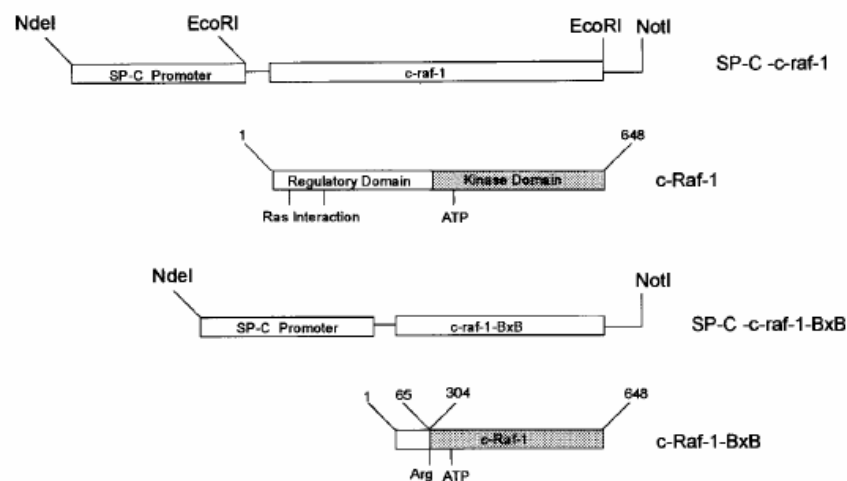 NdeI EcoRI EcoRI NotI
SP-C Promoter c-raf-1 SP-C -c-raf-1
1 648
Regulatory Domain Kinase Domain c-Raf-1
Ras Interaction ATP
NdeI NotI
SP-C Promoter c-raf-1-BxB SP-C -c-raf-1-BxB
1 65 304 648
c-Raf-1 c-Raf-1-BxB
Arg ATP